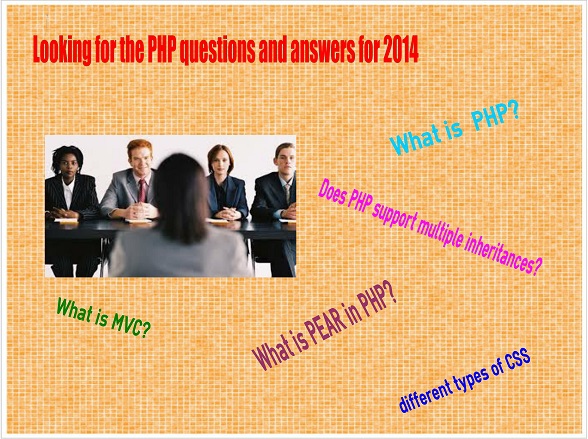 Looking for the PHP questions and answers for 2014
What is PHP?
Does PHP support multiple inheritances?
What is MVC?
What is PEAR in PHP?
different types of CSS